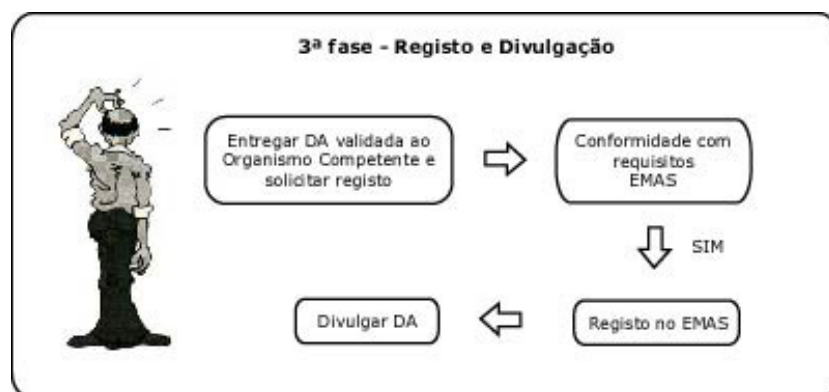 3ª fase - Registo e Divulgação
Entregar DA validada ao
Organismo Competente e
solicitar registo
Conformidade com
requisitos
EMAS
SIM
Registo no EMAS
Divulgar DA